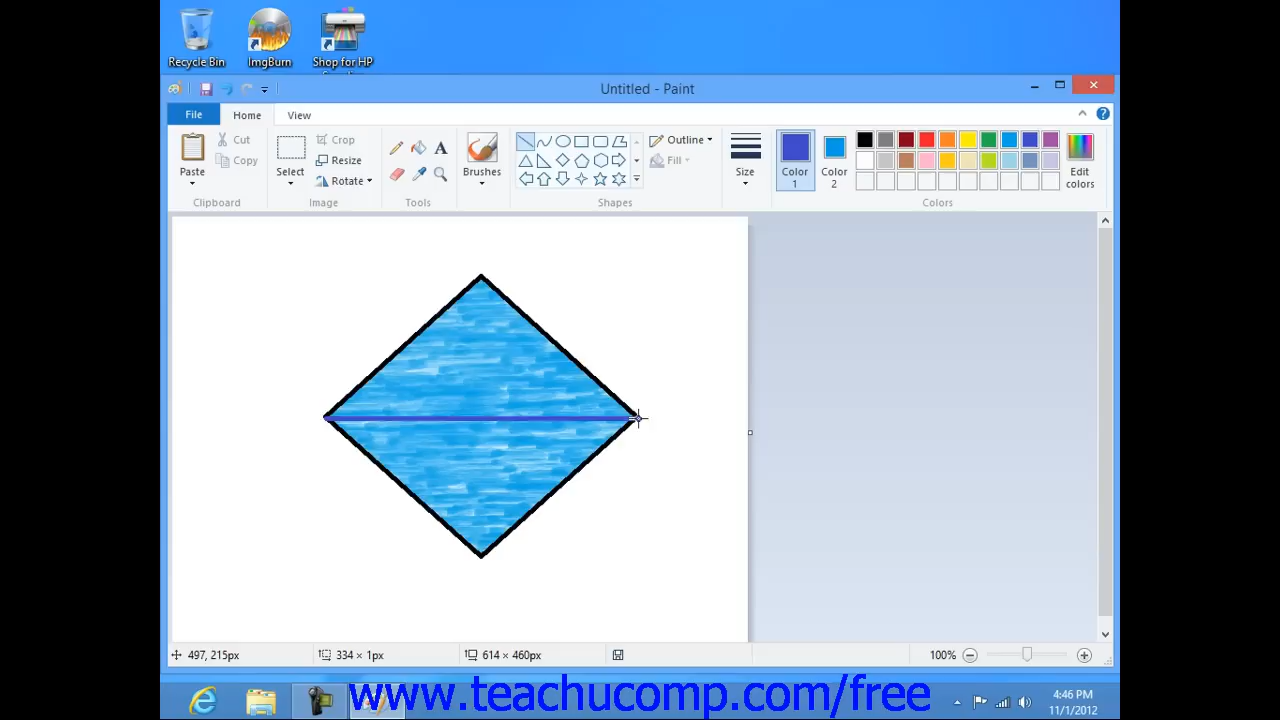 Recycle Bin
ImgBurn
Shop for HP
Untitled - Paint
File
Home
View
Paste
Cut
Copy
Clipboard
Select
Crop
Resize
Rotate
Image
A
Tools
Brushes
Outline
Fill
Shapes
Size
Color 1
Color 2
Edit colors
Colors
497, 215px
334 × 1px
614 × 460px
100%
www.teachucomp.com/free
4:46 PM
11/1/2012